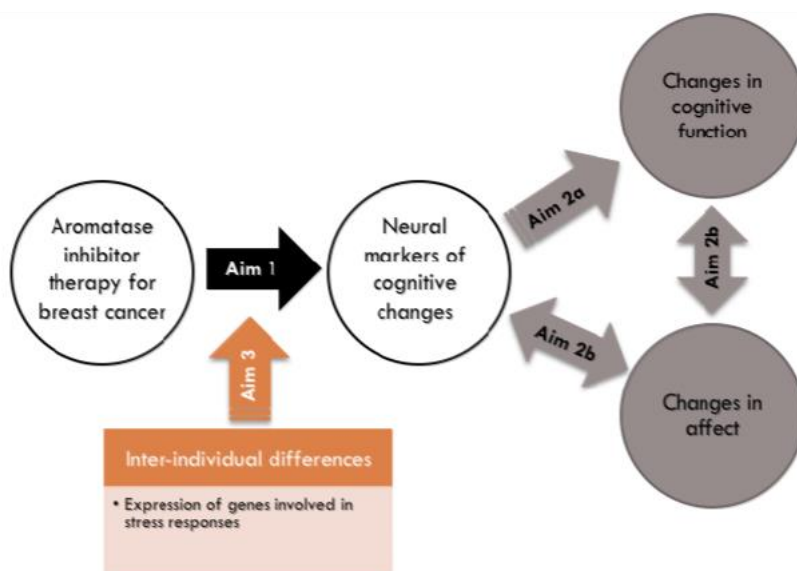 Changes in
cognitive
function
Aim 2a
Aromatase
inhibitor
therapy for
breast cancer
Aim 1
Neural
markers of
cognitive
changes
Aim 2b
Aim 2b
Aim 3
Changes in
affect
Inter-individual differences
• Expression of genes involved in
stress responses